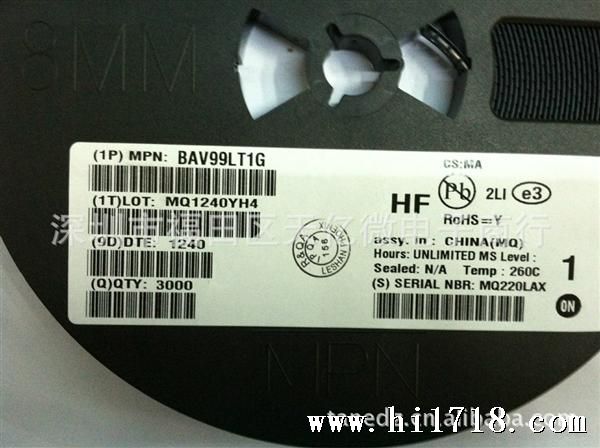 8MM
(1P) MPN: BAV99LT1G
(1T)LOT: MQ1240YH4
(9D)DTE: 1240
(Q)QTY: 3000
CS:MA
HF Pb 2LI e3
RoHS=Y
assy. in : CHINA(MQ)
Hours: UNLIMITED MS Level :
Sealed: N/A Temp : 260C
1
(S) SERIAL NBR: MQ220LAX
ON
R&QA
156
LESHAN
深圳市福田区天亿微电子商行
MPN
www.hi1718.com